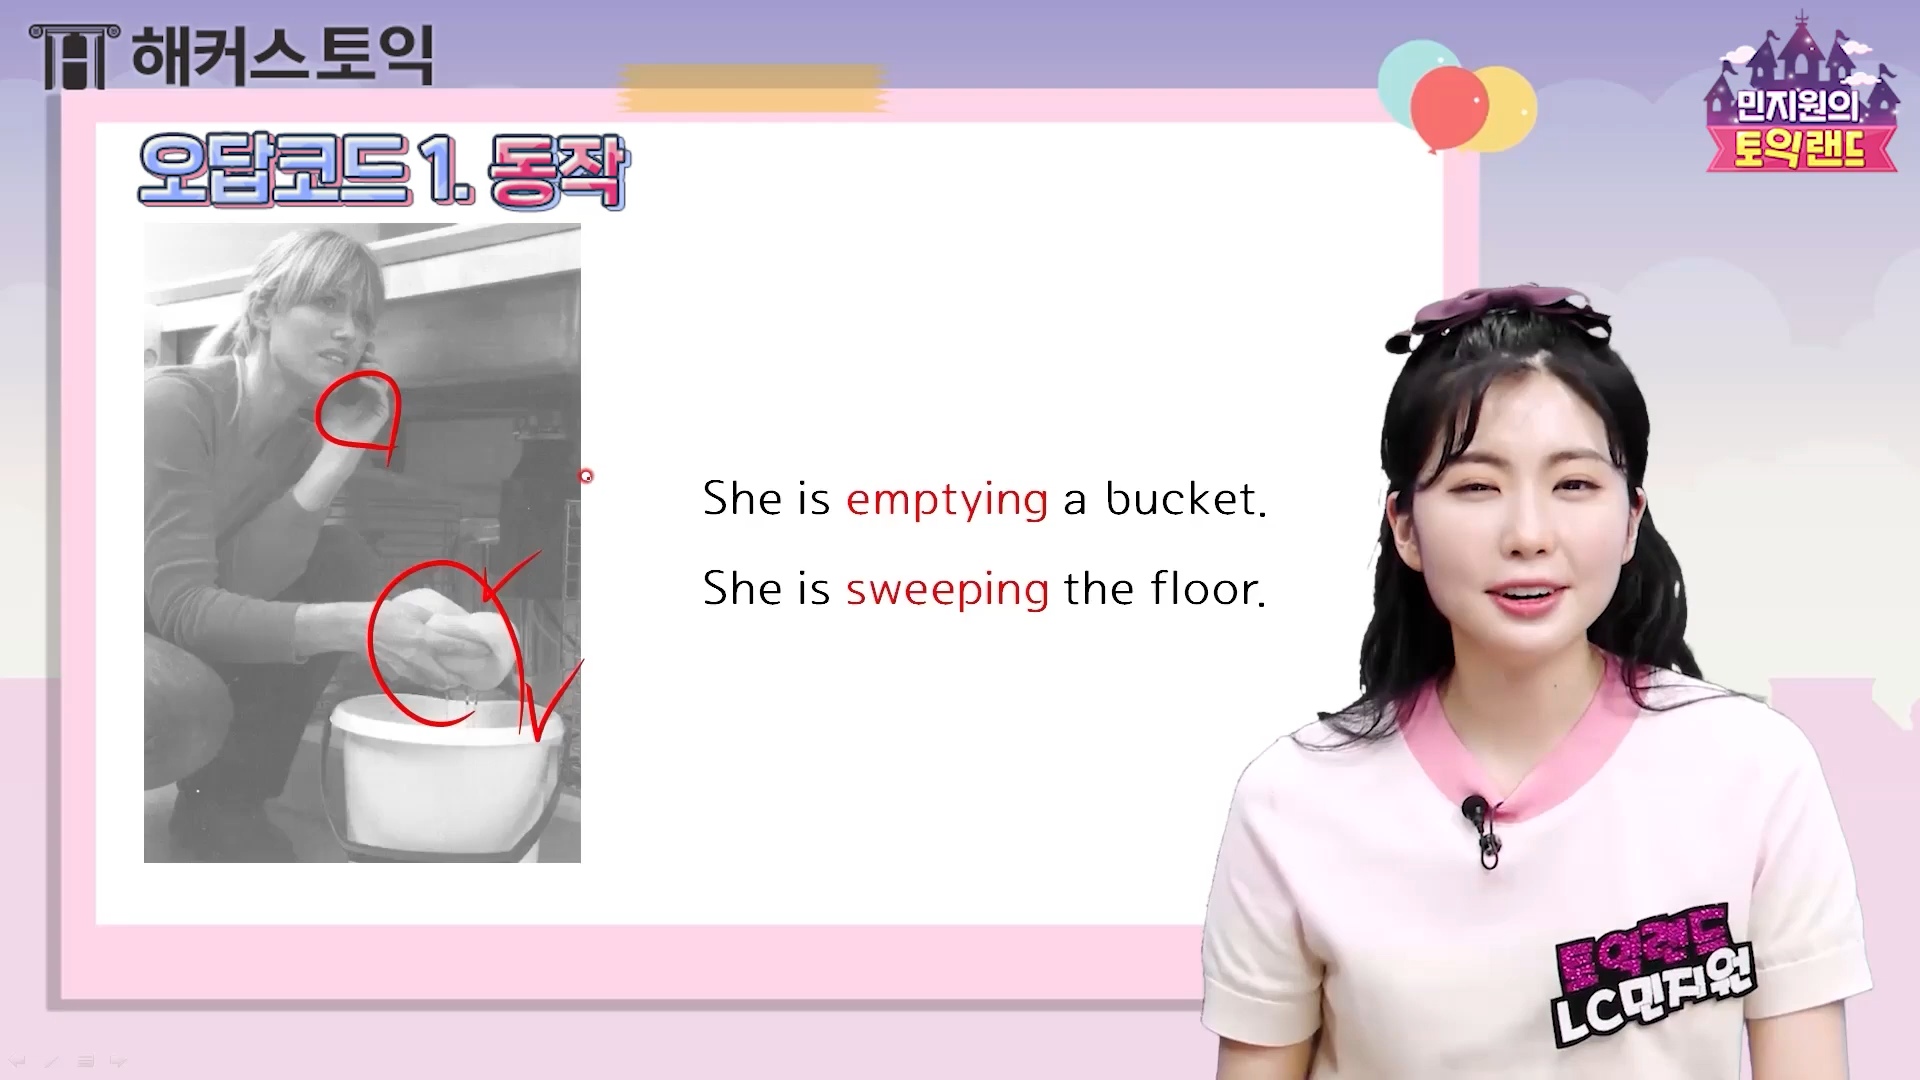 해커스토익
민지원의
토익랜드
오답코드 1. 동작
She is emptying a bucket.
She is sweeping the floor.
토익랜드
LC민지원